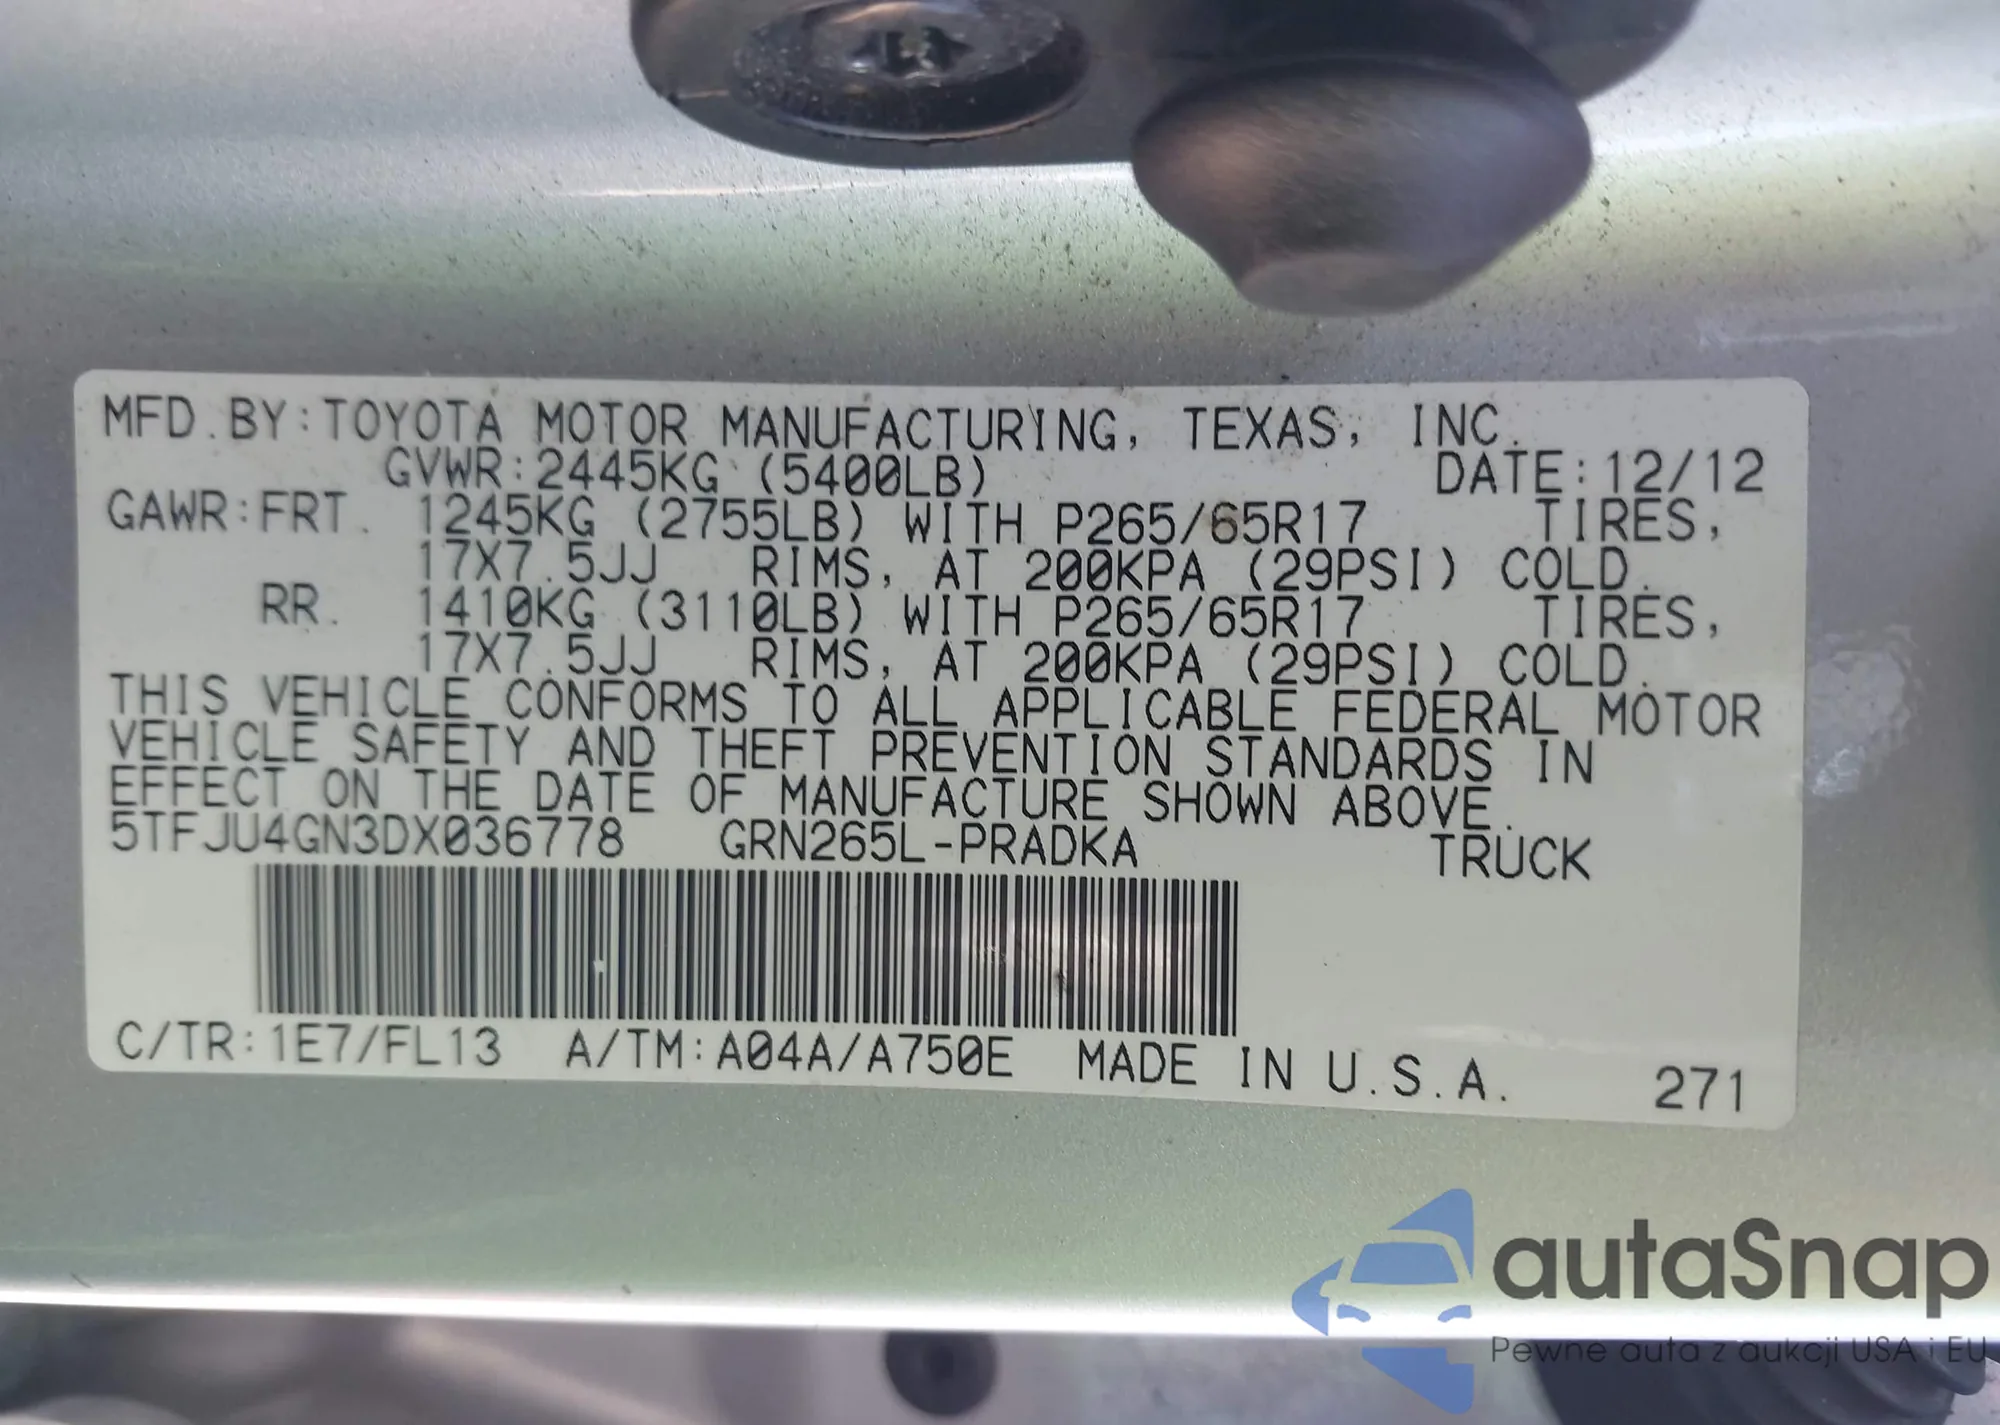 MFD.BY:TOYOTA MOTOR MANUFACTURING, TEXAS, INC.
GVWR:2445KG (5400LB) DATE:12/12
GAWR:FRT. 1245KG (2755LB) WITH P265/65R17 TIRES,
17X7.5JJ RIMS, AT 200KPA (29PSI) COLD.
RR. 1410KG (3110LB) WITH P265/65R17 TIRES,
17X7.5JJ RIMS, AT 200KPA (29PSI) COLD.
THIS VEHICLE CONFORMS TO ALL APPLICABLE FEDERAL MOTOR
VEHICLE SAFETY AND THEFT PREVENTION STANDARDS IN
EFFECT ON THE DATE OF MANUFACTURE SHOWN ABOVE.
5TFJU4GN3DX036778 GRN265L-PRADKA TRUCK
C/TR:1E7/FL13 A/TM:A04A/A750E MADE IN U.S.A. 271
autaSnap
Pewne auta z aukcji USA i EU